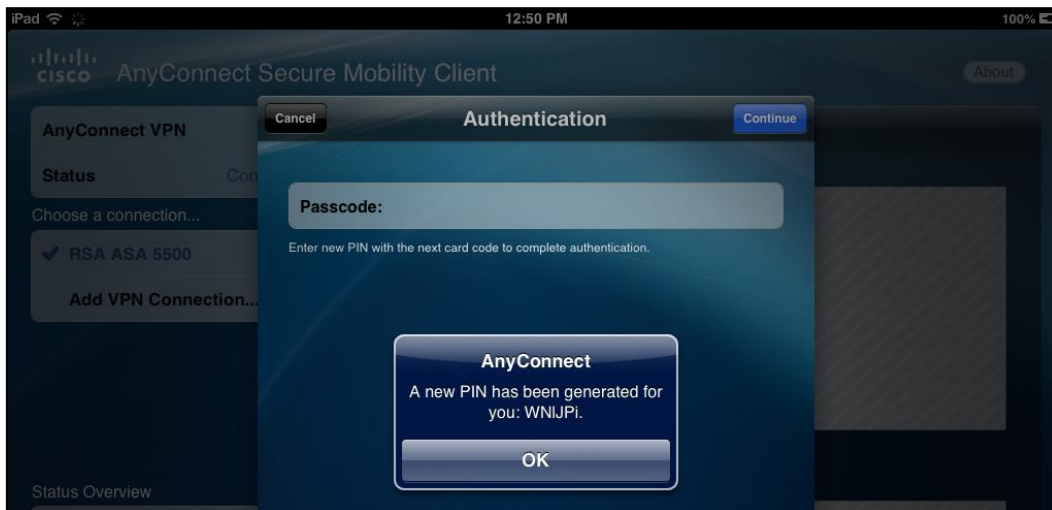 iPad 12:50 PM 100%
CISCO AnyConnect Secure Mobility Client About
AnyConnect VPN
Status Con
Choose a connection...
RSA ASA 5500
Add VPN Connection...
Cancel Authentication Continue
Passcode:
Enter new PIN with the next card code to complete authentication.
AnyConnect
A new PIN has been generated for
you: WNIJPi.
OK
Status Overview